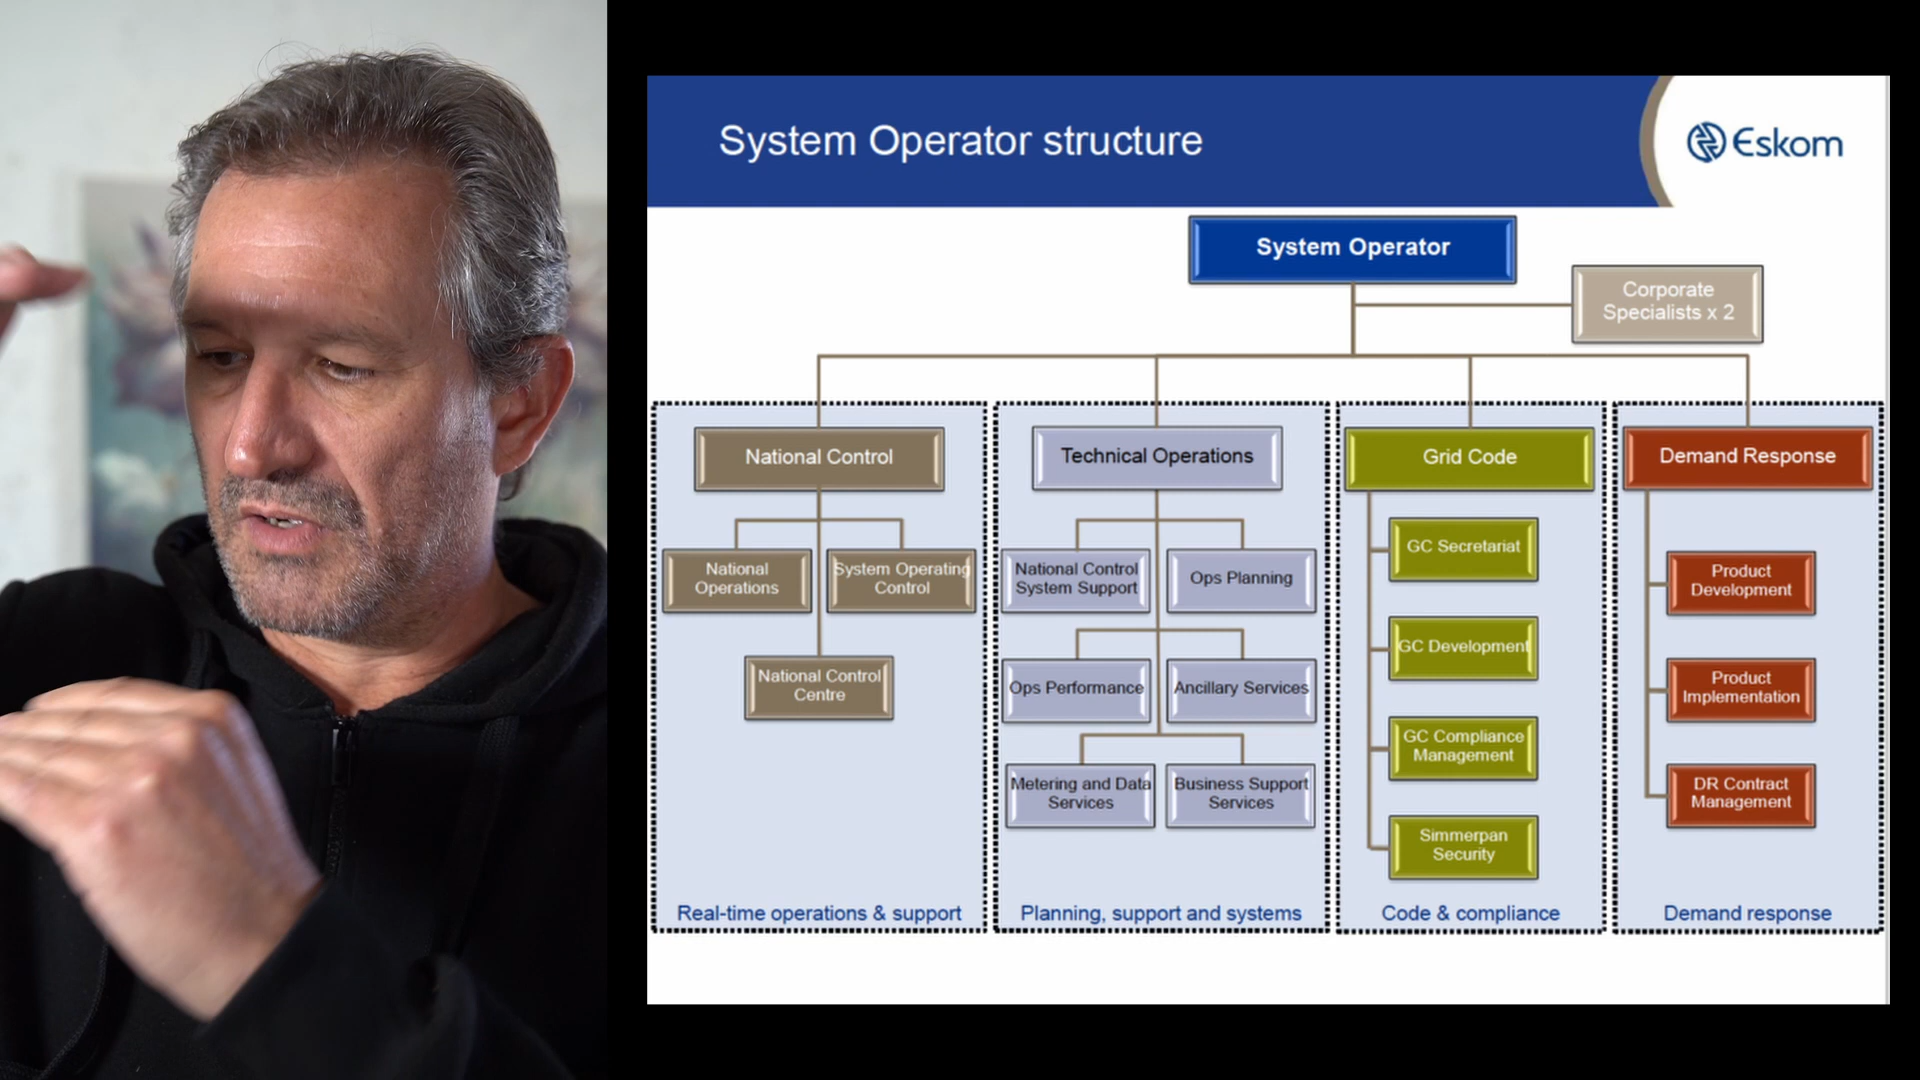 System Operator structure
Eskom
System Operator
Corporate
Specialists x 2
National Control
National
Operations
System Operating
Control
National Control
Centre
Real-time operations & support
Technical Operations
National Control
System Support
Ops Planning
Ops Performance
Ancillary Services
Metering and Data
Services
Business Support
Services
Planning, support and systems
Grid Code
GC Secretariat
GC Development
GC Compliance
Management
Simmerpan
Security
Code & compliance
Demand Response
Product
Development
Product
Implementation
DR Contract
Management
Demand response